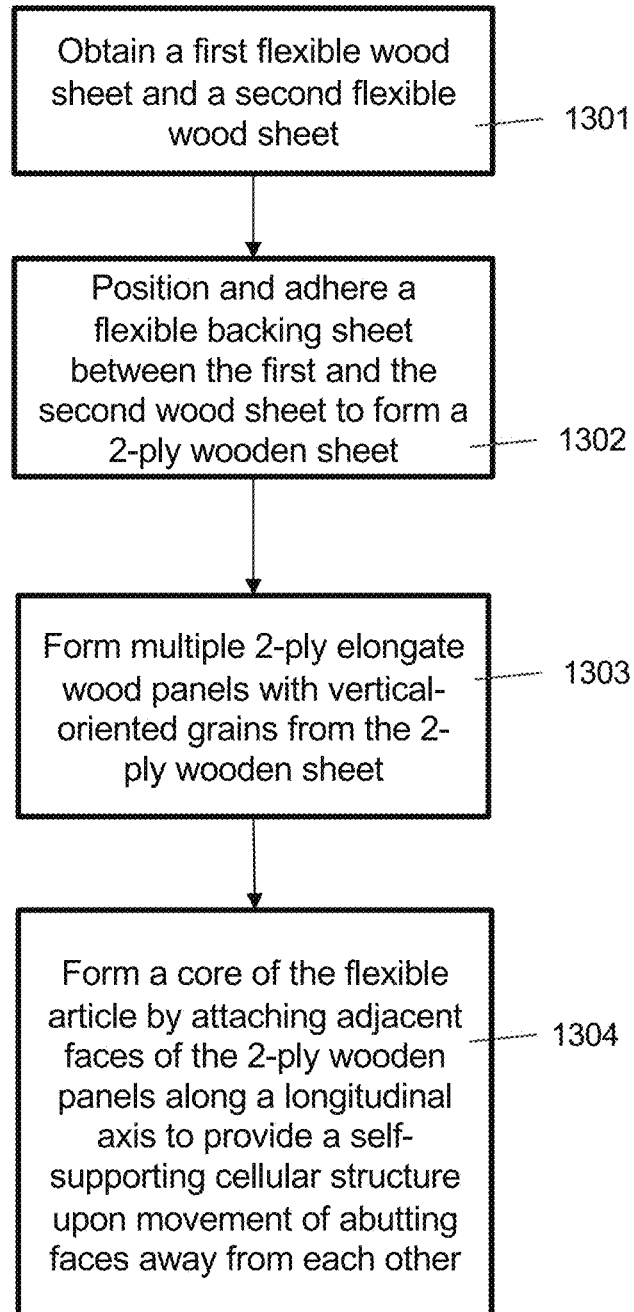 Obtain a first flexible wood
sheet and a second flexible
wood sheet
1301
Position and adhere a
flexible backing sheet
between the first and the
second wood sheet to form a
2-ply wooden sheet
1302
Form multiple 2-ply elongate
wood panels with vertical-
oriented grains from the 2-
ply wooden sheet
1303
Form a core of the flexible
article by attaching adjacent
faces of the 2-ply wooden
panels along a longitudinal
axis to provide a self-
supporting cellular structure
upon movement of abutting
faces away from each other
1304